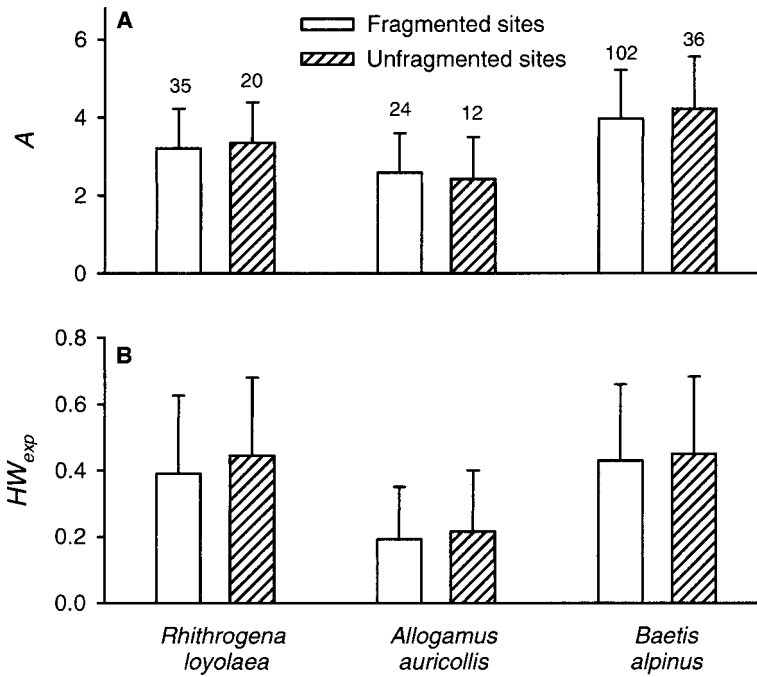 A
Fragmented sites
Unfragmented sites
6
4
2
0
A
35
20
24
12
102
36
B
0.8
0.6
0.4
0.2
0.0
HWexp
Rhithrogena
loyolaea
Allogamus
auricollis
Baetis
alpinus